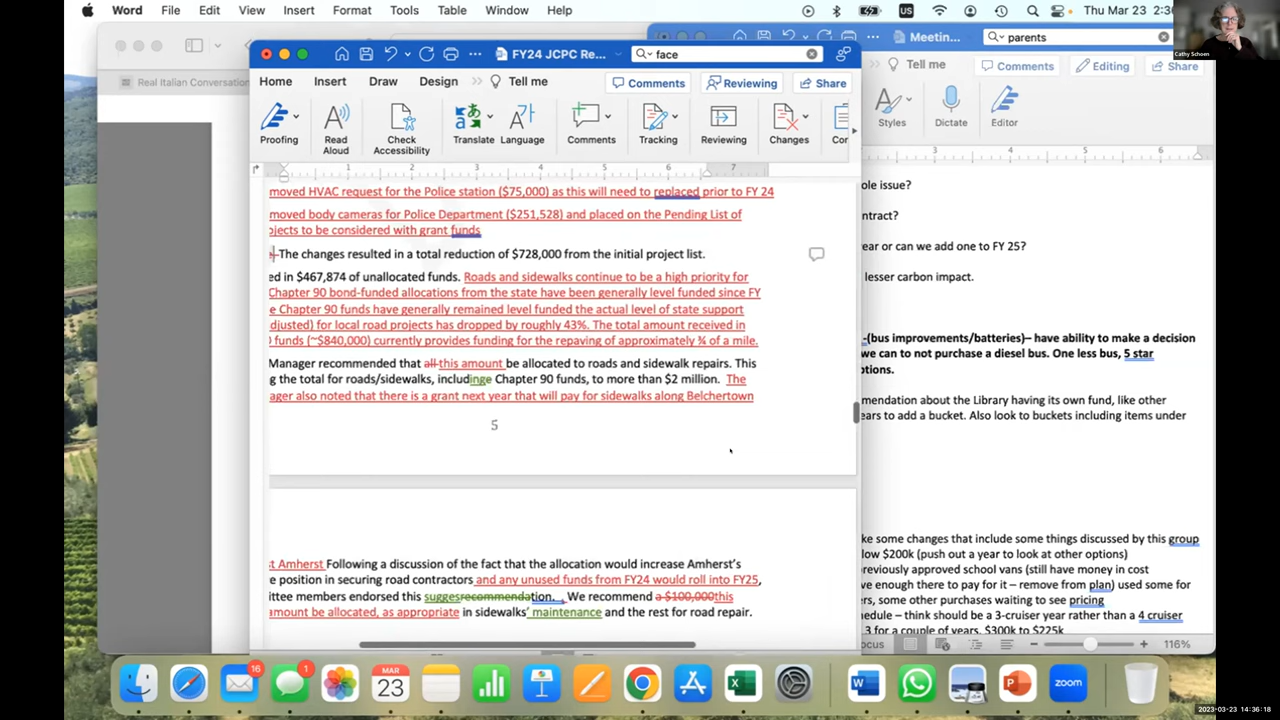 Word File Edit View Insert Format Tools Table Window Help
US Thu Mar 23 2:36
Cathy Schoen
FY24 JCPC Re... face
Meetin... parents
Real Italian Conversation
Home Insert Draw Design Tell me Comments Reviewing Share
Tell me Comments Editing Share
Proofing Read Aloud Check Accessibility Translate Language Comments Tracking Reviewing Changes
Styles Dictate Editor
1 2 3 4 5 6 7
3 4 5 6
moved HVAC request for the Police station ($75,000) as this will need to replaced prior to FY 24
moved body cameras for Police Department ($251,528) and placed on the Pending List of
ojects to be considered with grant funds
The changes resulted in a total reduction of $728,000 from the initial project list.
ed in $467,874 of unallocated funds. Roads and sidewalks continue to be a high priority for
Chapter 90 bond-funded allocations from the state have been generally level funded since FY
e Chapter 90 funds have generally remained level funded the actual level of state support
djusted) for local road projects has dropped by roughly 43%. The total amount received in
funds (~$840,000) currently provides funding for the repaving of approximately ¾ of a mile.
Manager recommended that all this amount be allocated to roads and sidewalk repairs. This
g the total for roads/sidewalks, includinge Chapter 90 funds, to more than $2 million. The
ager also noted that there is a grant next year that will pay for sidewalks along Belchertown
5
st Amherst Following a discussion of the fact that the allocation would increase Amherst's
e position in securing road contractors and any unused funds from FY24 would roll into FY25,
ittee members endorsed this suggesrecommendation. We recommend a $100,000this
amount be allocated, as appropriate in sidewalks' maintenance and the rest for road repair.
ole issue?
ntract?
ear or can we add one to FY 25?
lesser carbon impact.
-(bus improvements/batteries)– have ability to make a decision
we can to not purchase a diesel bus. One less bus, 5 star
ptions.
mendation about the Library having its own fund, like other
ears to add a bucket. Also look to buckets including items under
ke some changes that include some things discussed by this group
low $200k (push out a year to look at other options)
reviously approved school vans (still have money in cost
ve enough there to pay for it – remove from plan) used some for
ers, some other purchases waiting to see pricing
hedule – think should be a 3-cruiser year rather than a 4 cruiser
3 for a couple of years. $300k to $225k
ocus 116%
16 1 MAR 23 zoom
2023-03-23 14:36:18